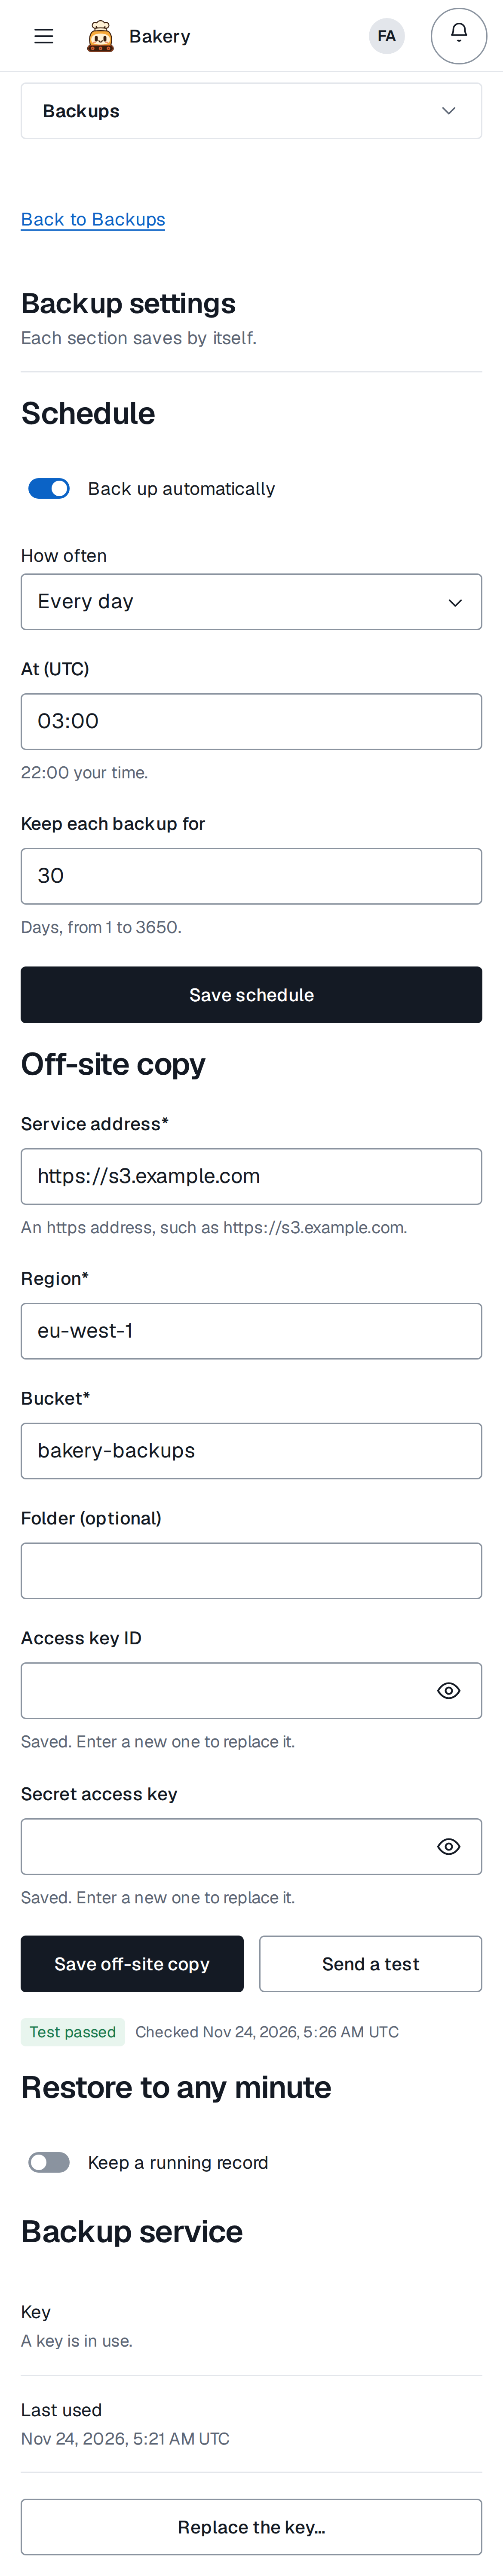 Bakery
FA
Backups
Back to Backups
Backup settings
Each section saves by itself.
Schedule
Back up automatically
How often
Every day
At (UTC)
03:00
22:00 your time.
Keep each backup for
30
Days, from 1 to 3650.
Save schedule
Off-site copy
Service address*
https://s3.example.com
An https address, such as https://s3.example.com.
Region*
eu-west-1
Bucket*
bakery-backups
Folder (optional)
Access key ID
Saved. Enter a new one to replace it.
Secret access key
Saved. Enter a new one to replace it.
Save off-site copy
Send a test
Test passed
Checked Nov 24, 2026, 5:26 AM UTC
Restore to any minute
Keep a running record
Backup service
Key
A key is in use.
Last used
Nov 24, 2026, 5:21 AM UTC
Replace the key...